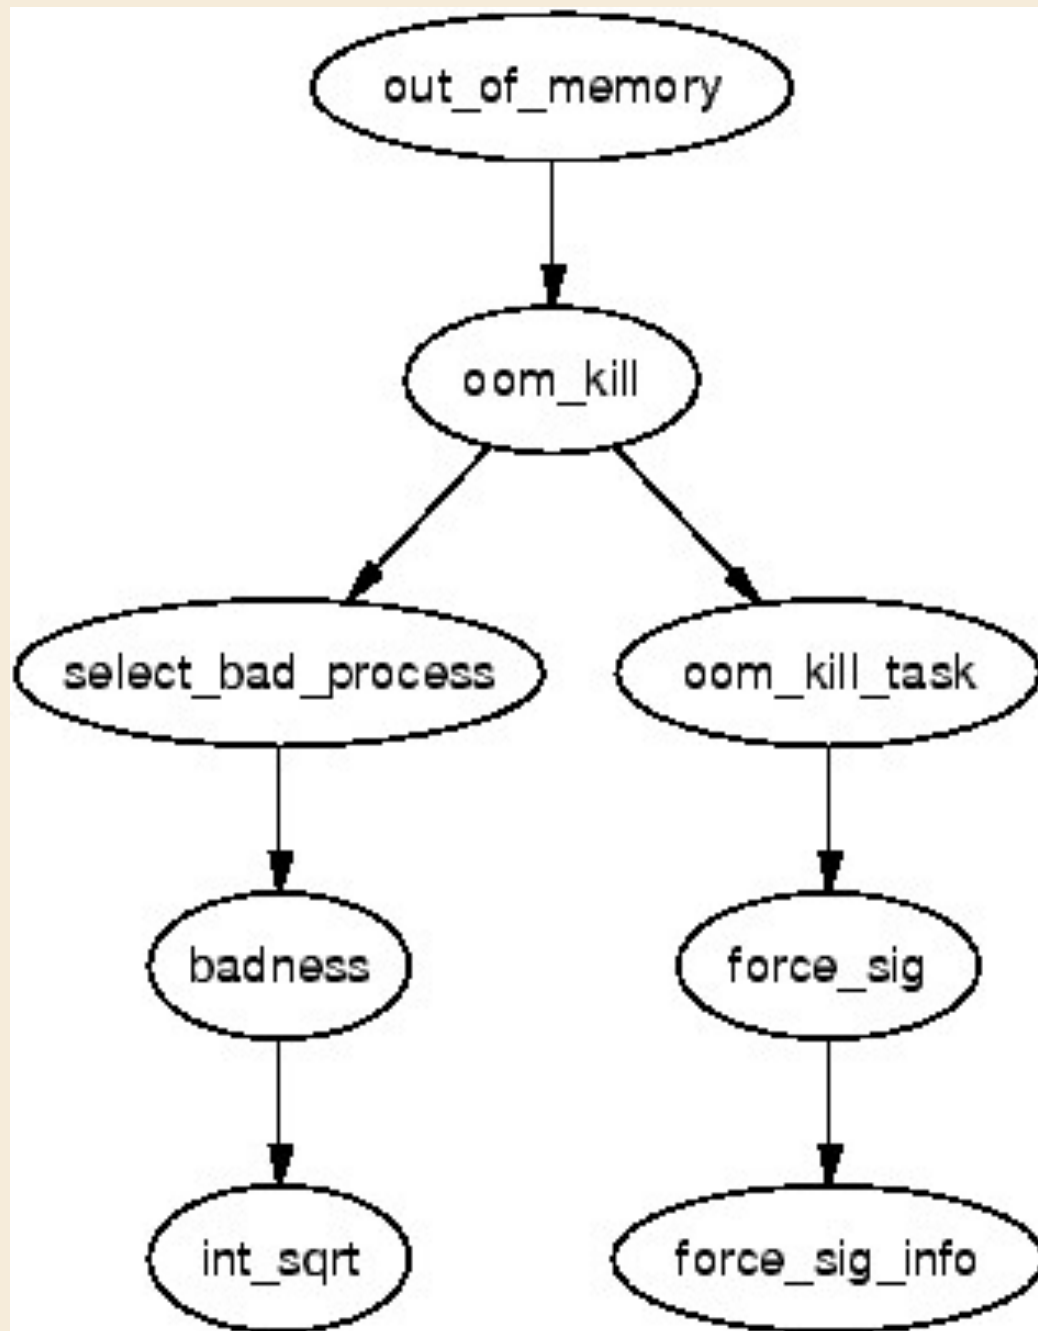 out_of_memory
oom_kill
select_bad_process
oom_kill_task
badness
force_sig
int_sqrt
force_sig_info